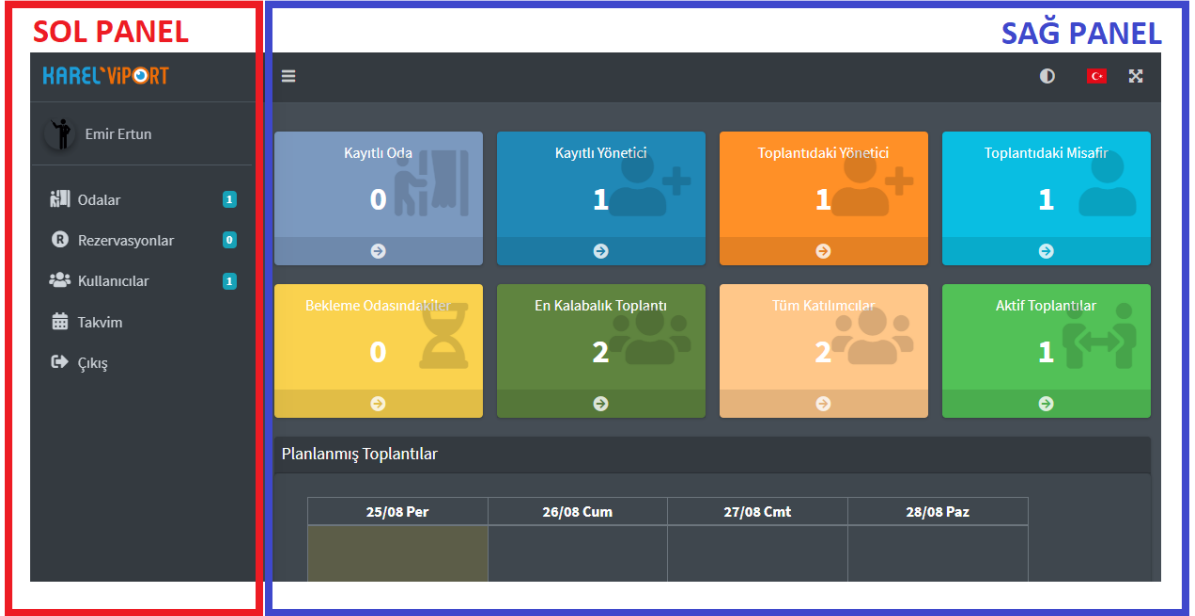 SOL PANEL
SAĞ PANEL
HAREL ViPORT
Emir Ertun
Odalar 1
R Rezervasyonlar 0
Kullanıcılar 1
Takvim
Çıkış
Kayıtlı Oda
0
Kayıtlı Yönetici
1
Toplantıdaki Yönetici
1
Toplantıdaki Misafir
1
Bekleme Odasındakiler
0
En Kalabalık Toplantı
2
Tüm Katılımcılar
2
Aktif Toplantılar
1
Planlanmış Toplantılar
25/08 Per 26/08 Cum 27/08 Cmt 28/08 Paz